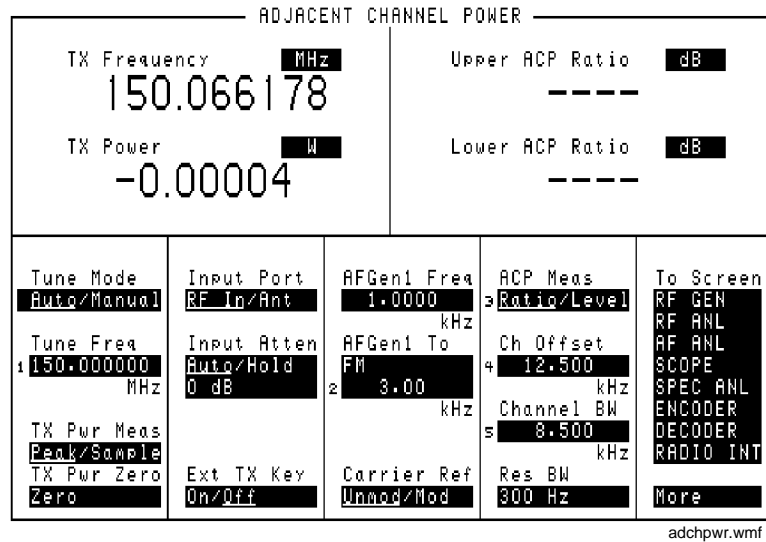 ADJACENT CHANNEL POWER
TX Frequency MHz
150.066178
TX Power W
-0.00004
Upper ACP Ratio dB
----
Lower ACP Ratio dB
----
Tune Mode
Auto/Manual
Tune Freq
1 150.000000
MHz
TX Pwr Meas
Peak/Sample
TX Pwr Zero
Zero
Input Port
RF In/Ant
Input Atten
Auto/Hold
0 dB
Ext TX Key
On/Off
AFGen1 Freq
1.0000
kHz
AFGen1 To
FM
2 3.00
kHz
Carrier Ref
Unmod/Mod
ACP Meas
3 Ratio/Level
Ch Offset
4 12.500
kHz
Channel BW
5 8.500
kHz
Res BW
300 Hz
To Screen
RF GEN
RF ANL
AF ANL
SCOPE
SPEC ANL
ENCODER
DECODER
RADIO INT
More
adchpwr.wmf